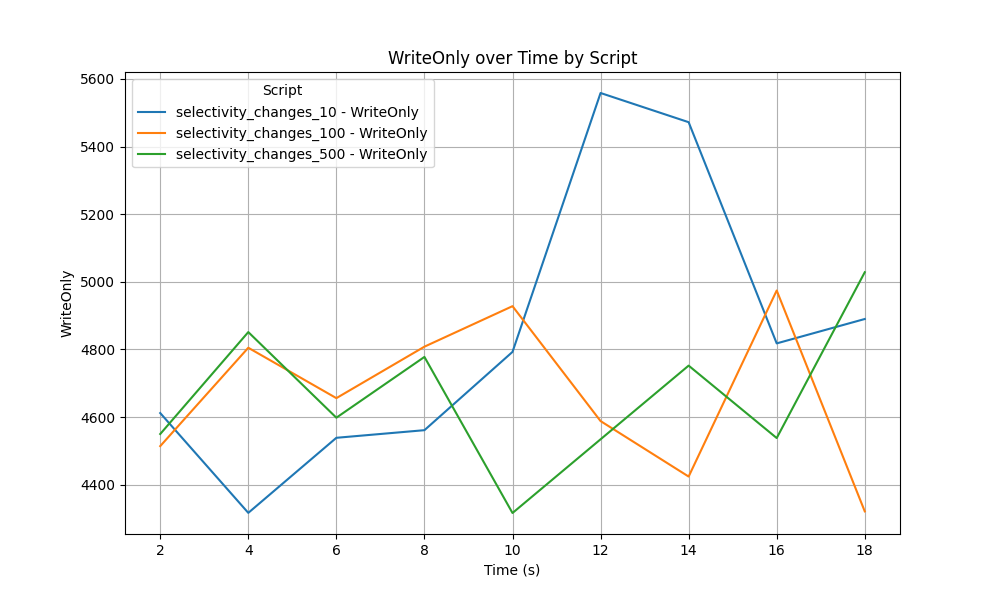 WriteOnly over Time by Script
Script
selectivity_changes_10 - WriteOnly
selectivity_changes_100 - WriteOnly
selectivity_changes_500 - WriteOnly
WriteOnly
5600
5400
5200
5000
4800
4600
4400
2 4 6 8 10 12 14 16 18
Time (s)